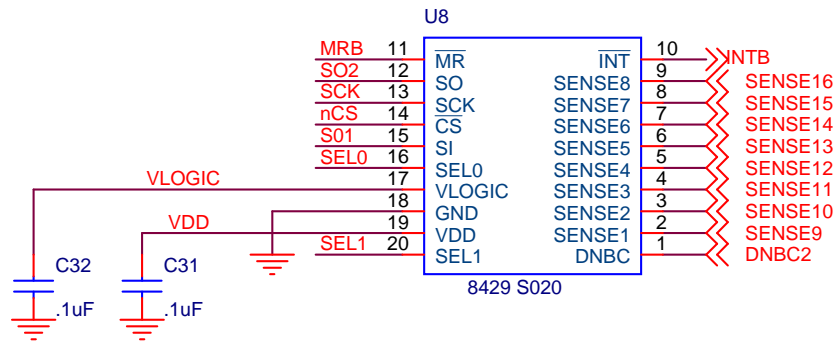 U8
MRB 11 MR INT 10 INTB
SO2 12 SO SENSE8 9 SENSE16
SCK 13 SCK SENSE7 8 SENSE15
nCS 14 CS SENSE6 7 SENSE14
S01 15 SI SENSE5 6 SENSE13
SEL0 16 SEL0 SENSE4 5 SENSE12
VLOGIC 17 VLOGIC SENSE3 4 SENSE11
18 GND SENSE2 3 SENSE10
VDD 19 VDD SENSE1 2 SENSE9
SEL1 20 SEL1 DNBC 1 DNBC2
C32 C31
8429 S020
.1uF .1uF